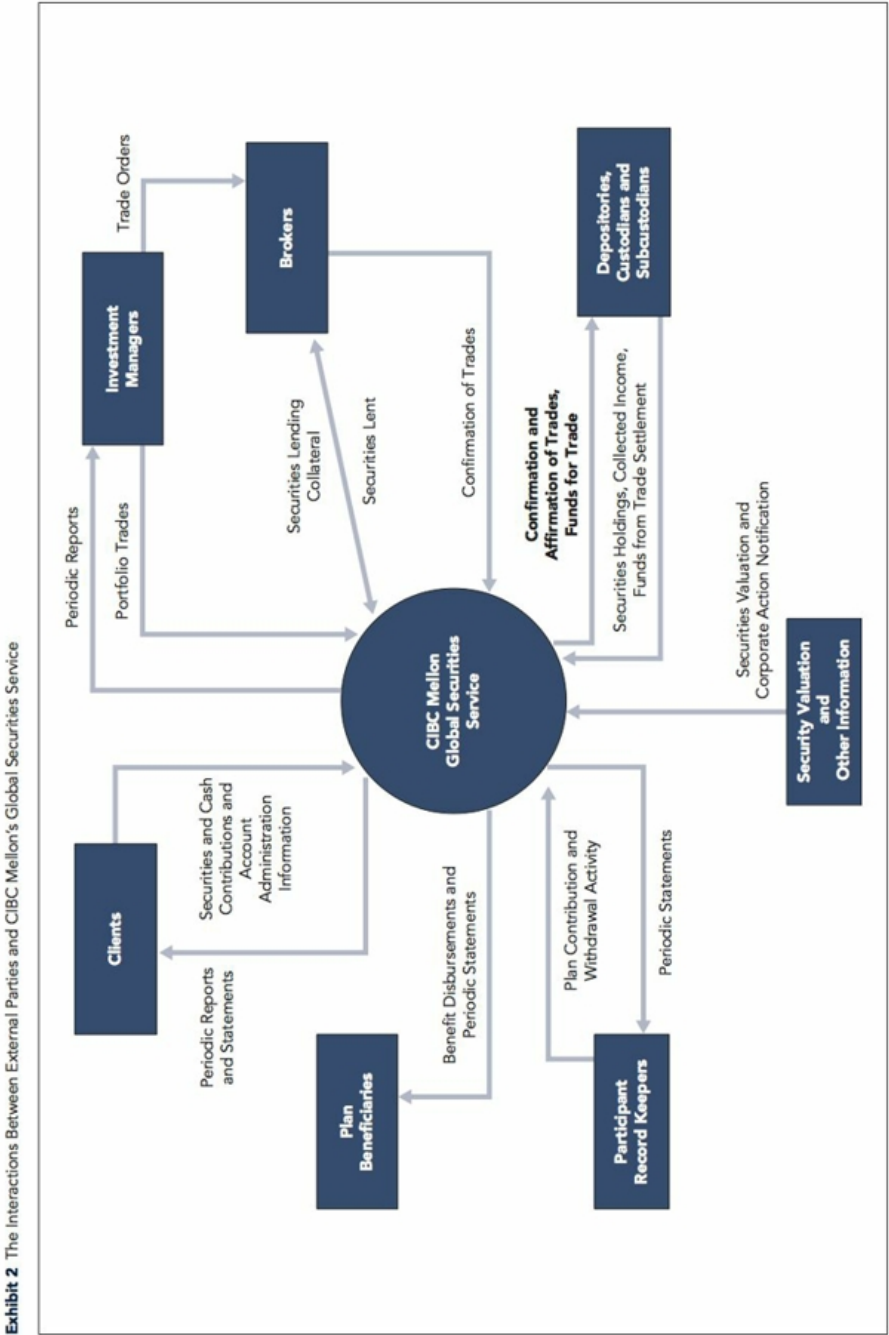 Exhibit 2 The Interactions Between External Parties and CIBC Mellon's Global Securities Service
Clients
Periodic Reports
and Statements
Securities and Cash
Contributions and
Account
Administration
Information
Periodic Reports
Portfolio Trades
Investment
Managers
Trade Orders
Brokers
Securities Lending
Collateral
Securities Lent
Confirmation of Trades
Plan
Beneficiaries
Benefit Disbursements and
Periodic Statements
CIBC Mellon
Global Securities
Service
Confirmation and
Affirmation of Trades,
Funds for Trade
Securities Holdings, Collected Income,
Funds from Trade Settlement
Depositories,
Custodians and
Subcustodians
Participant
Record Keepers
Plan Contribution and
Withdrawal Activity
Periodic Statements
Securities Valuation and
Corporate Action Notification
Security Valuation
and
Other Information